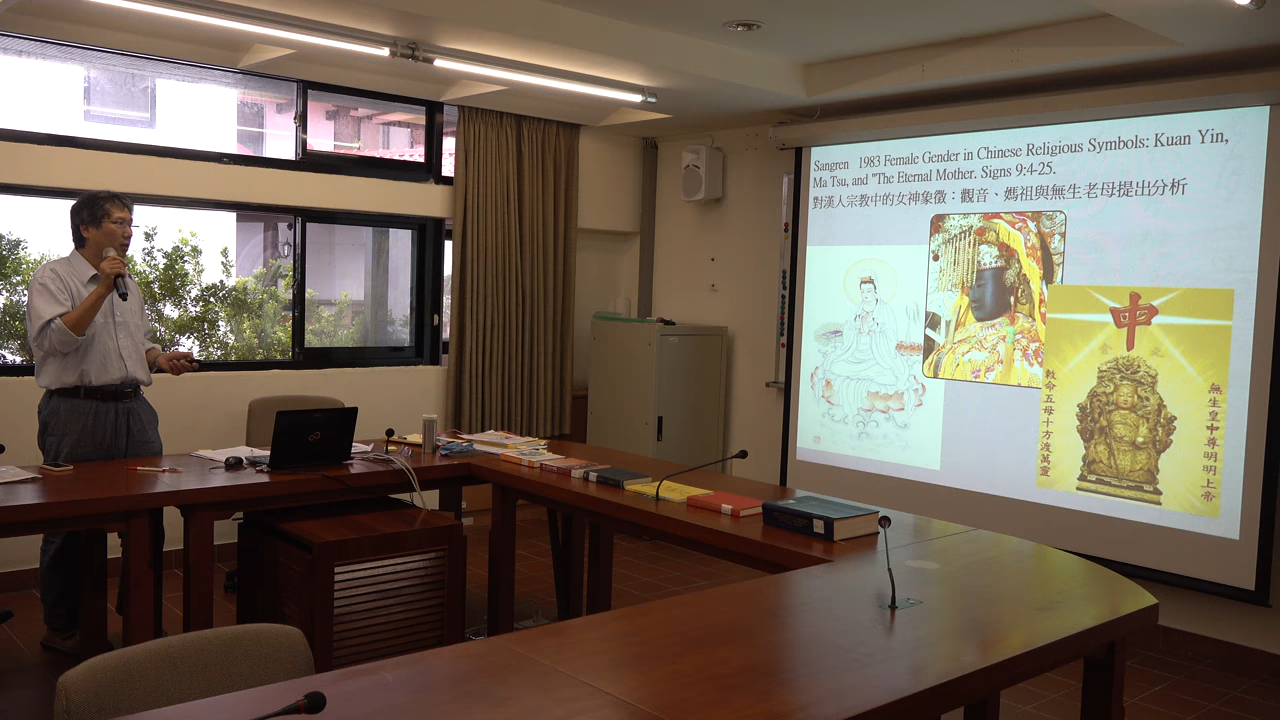 Sangren 1983 Female Gender in Chinese Religious Symbols: Kuan Yin,
Ma Tsu, and "The Eternal Mother. Signs 9:4-25.
對漢人宗教中的女神象徵：觀音、媽祖與無生老母提出分析
無生皇中尊明明上帝
教命五母十方渡萬靈